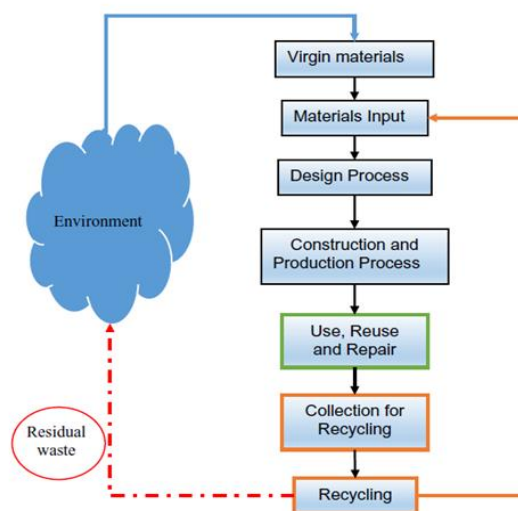 Virgin materials
Materials Input
Design Process
Environment
Construction and
Production Process
Use, Reuse
and Repair
Collection for
Recycling
Residual
waste
Recycling